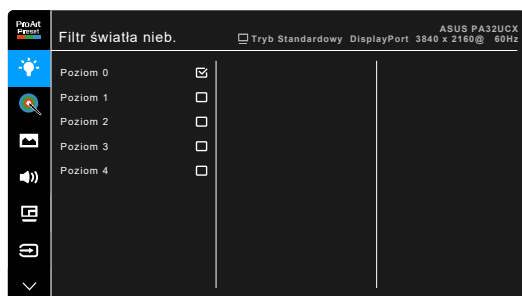 ProArt
Preset
Filtr światła nieb.
ASUS PA32UCX
Tryb Standardowy DisplayPort 3840 x 2160@ 60Hz
Poziom 0
Poziom 1
Poziom 2
Poziom 3
Poziom 4